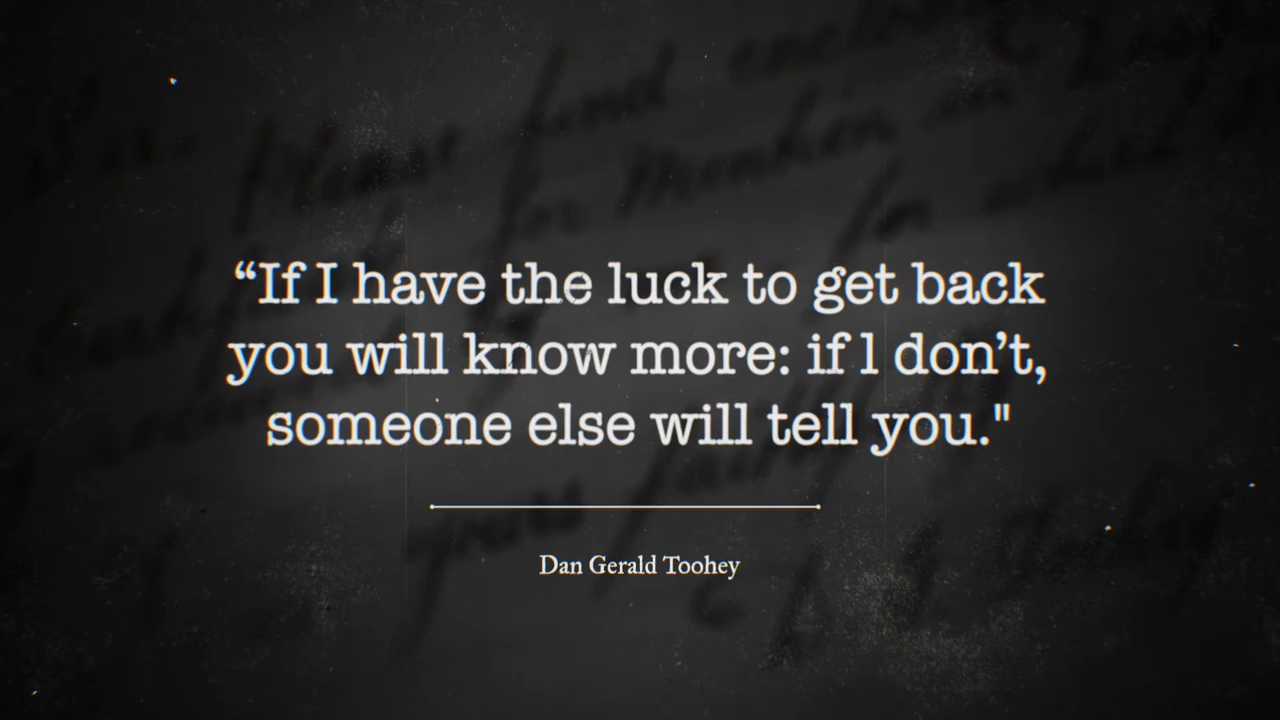 “If I have the luck to get back
you will know more: if l don’t,
someone else will tell you."
Dan Gerald Toohey